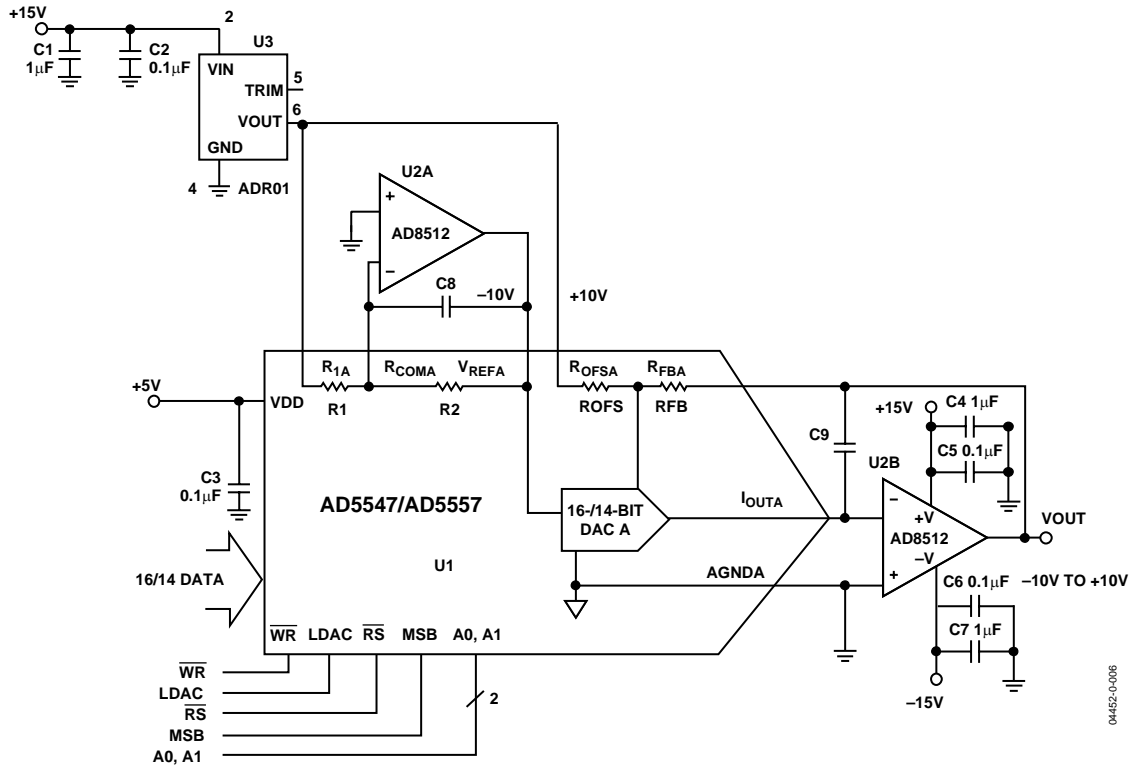 +15V
2
C1
1µF
C2
0.1µF
U3
VIN
TRIM
5
VOUT
6
GND
4
ADR01
U2A
+
AD8512
–
C8
–10V
+10V
R1A
RCOMA
VREFA
ROFSA
RFBA
R1
R2
ROFS
RFB
+5V
VDD
C3
0.1µF
C9
+15V
C4 1µF
C5 0.1µF
U2B
–
+V
AD8512
–V
+
VOUT
–10V TO +10V
C6 0.1µF
C7 1µF
–15V
AD5547/AD5557
16-/14-BIT
DAC A
IOUTA
AGNDA
U1
16/14 DATA
WR LDAC RS MSB A0, A1
WR
LDAC
RS
MSB
A0, A1
2
04452-0-006